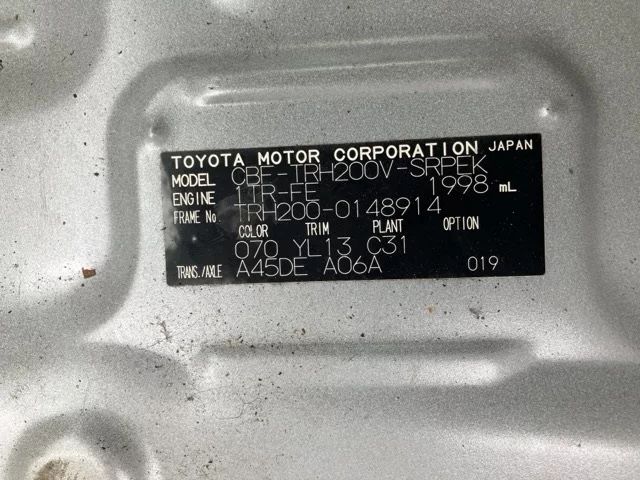 TOYOTA MOTOR CORPORATION JAPAN
MODEL CBF-TRH200V-SRPEK
ENGINE 1TR-FE 1998 mL
FRAME No. TRH200-0148914
COLOR TRIM PLANT OPTION
070 YL13 C31
TRANS./AXLE A45DE A06A 019